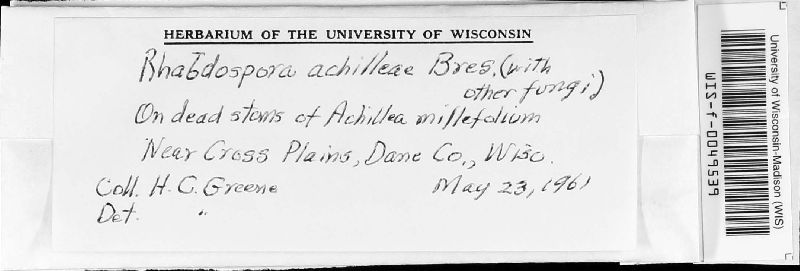 HERBARIUM OF THE UNIVERSITY OF WISCONSIN
Rhabdospora achilleae Bres. (with
other fungi)
On dead stems of Achillea millefolium
Near Cross Plains, Dane Co., Wisc.
Coll. H. C. Greene May 23, 1961
Det. "
University of Wisconsin-Madison (WIS)
WIS-f-0049539